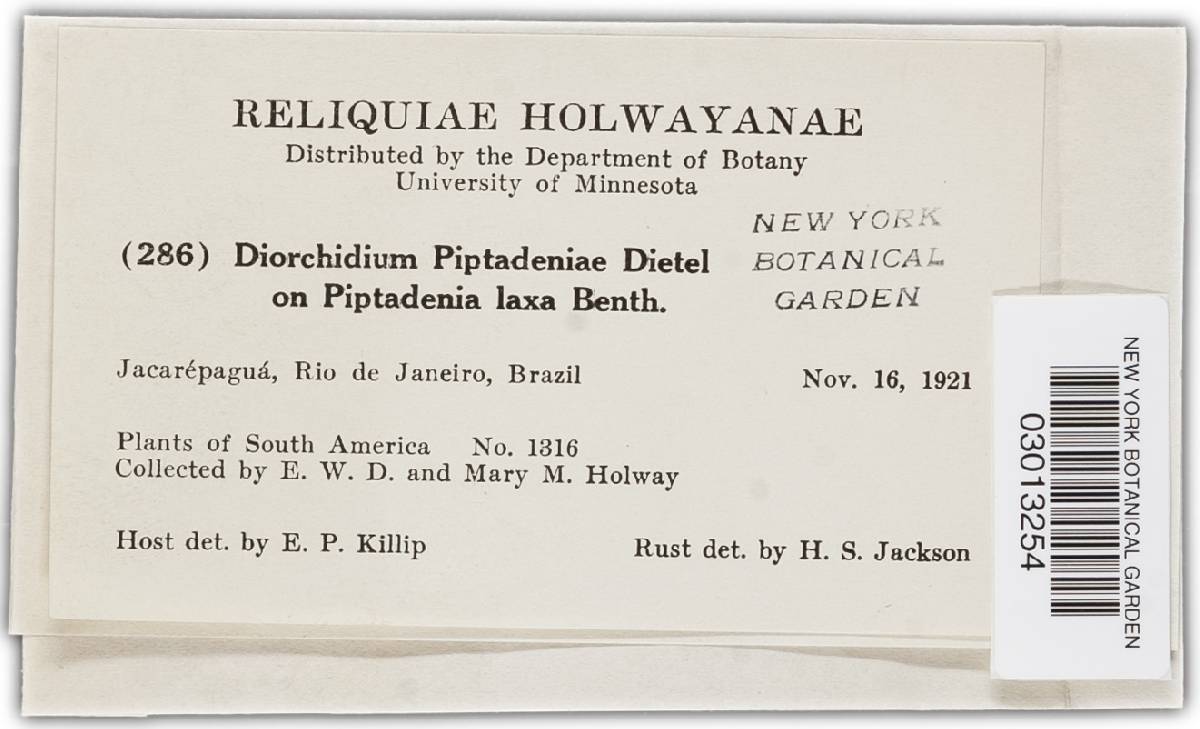 RELIQUIAE HOLWAYANAE
Distributed by the Department of Botany
University of Minnesota
NEW YORK
BOTANICAL
GARDEN
(286) Diorchidium Piptadeniae Dietel
on Piptadenia laxa Benth.
Jacarépaguá, Rio de Janeiro, Brazil
Nov. 16, 1921
Plants of South America No. 1316
Collected by E. W. D. and Mary M. Holway
Host det. by E. P. Killip
Rust det. by H. S. Jackson
NEW YORK BOTANICAL GARDEN
03013254